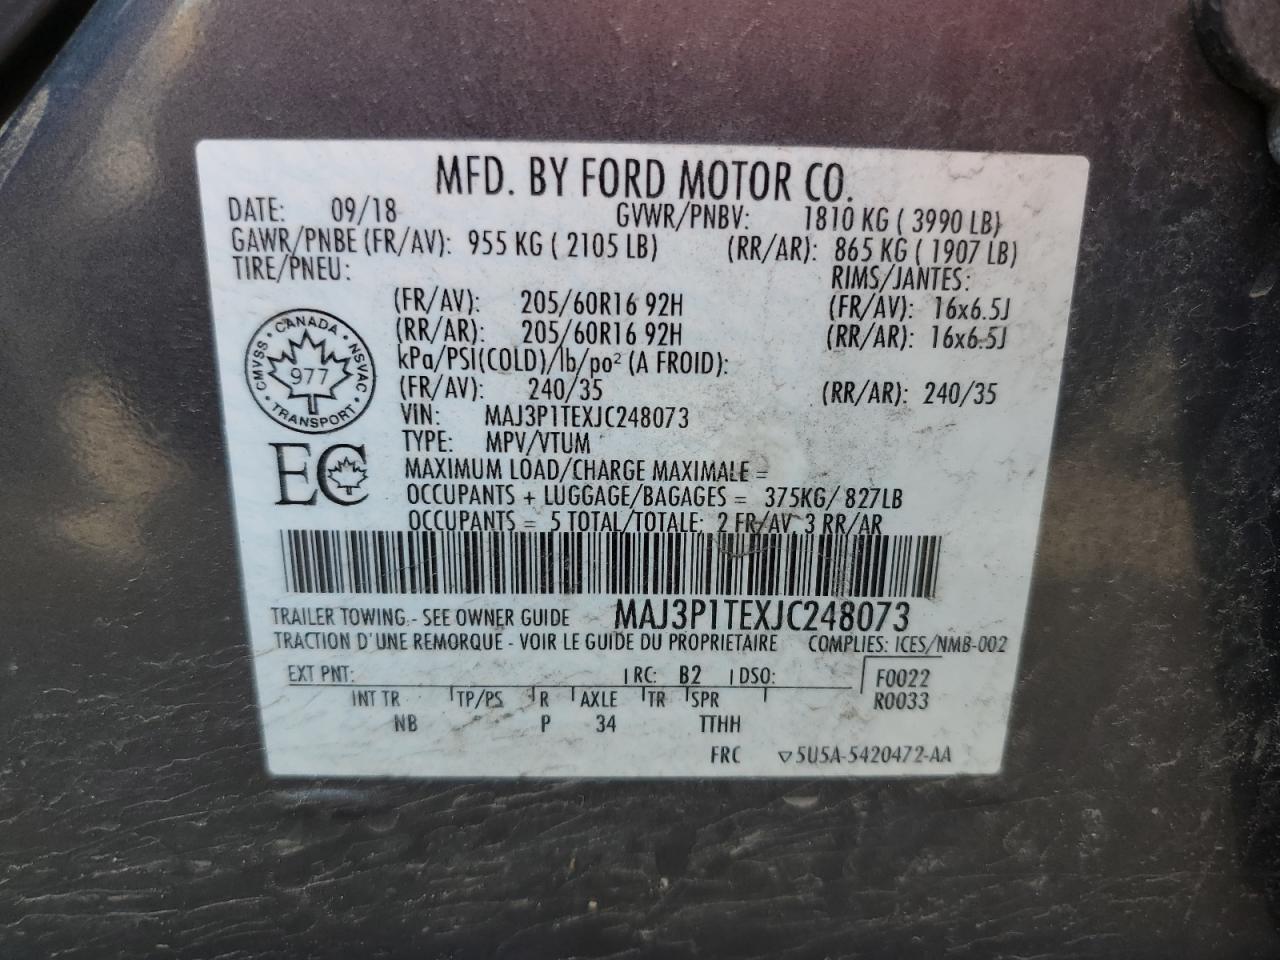 MFD. BY FORD MOTOR CO.
DATE: 09/18 GVWR/PNBV: 1810 KG ( 3990 LB)
GAWR/PNBE (FR/AV): 955 KG ( 2105 LB) (RR/AR): 865 KG ( 1907 LB)
TIRE/PNEU: RIMS/JANTES:
(FR/AV): 205/60R16 92H (FR/AV): 16x6.5J
(RR/AR): 205/60R16 92H (RR/AR): 16x6.5J
kPa/PSI(COLD)/lb/po² (A FROID):
(FR/AV): 240/35 (RR/AR): 240/35
CANADA • NSVAC • TRANSPORT • CMVSS •
977
VIN: MAJ3P1TEXJC248073
TYPE: MPV/VTUM
EC
MAXIMUM LOAD/CHARGE MAXIMALE =
OCCUPANTS + LUGGAGE/BAGAGES = 375KG/ 827LB
OCCUPANTS = 5 TOTAL/TOTALE: 2 FR/AV, 3 RR/AR
TRAILER TOWING - SEE OWNER GUIDE MAJ3P1TEXJC248073
TRACTION D'UNE REMORQUE - VOIR LE GUIDE DU PROPRIETAIRE COMPLIES: ICES/NMB-002
EXT PNT: RC: B2 DSO: F0022
INT TR TP/PS R AXLE TR SPR R0033
NB P 34 TTHH
FRC ▽5U5A-5420472-AA